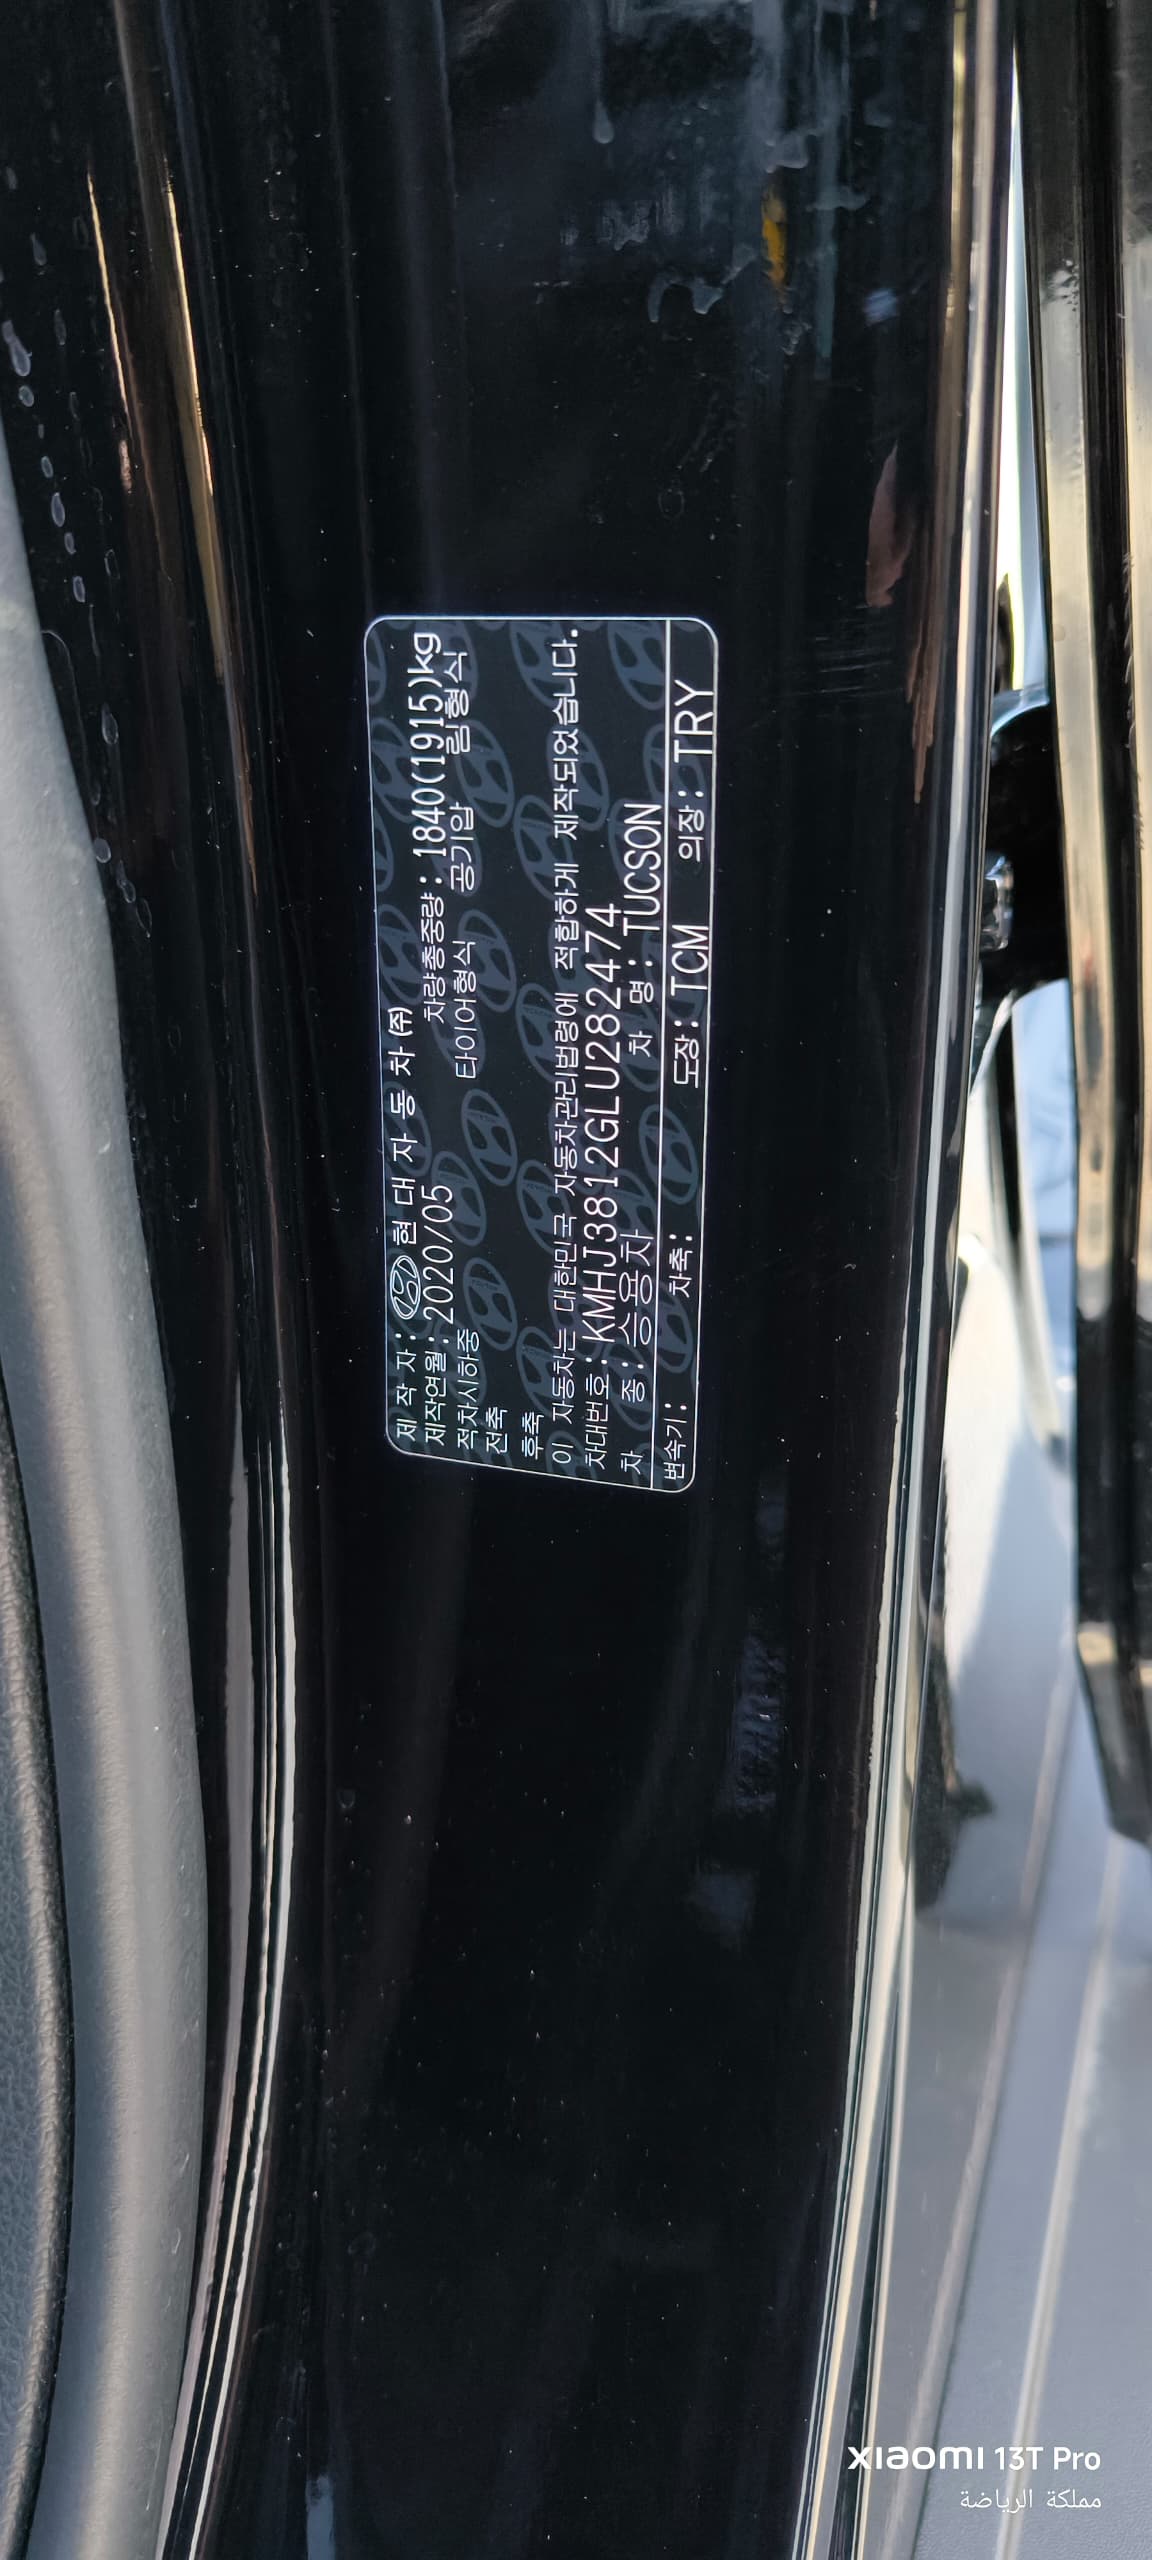 제 작 자 : 현 대 자 동 차 ㈜
제작연월 : 2020/05 차량총중량 : 1840(1915)kg
적차시하중 타이어형식 공기압 림형식
전축
후축
이 자동차는 대한민국 자동차관리법령에 적합하게 제작되었습니다.
차대번호 : KMHJ3812GLU282474
차 종 : 승용차 차 명 : TUCSON
변속기 : 차축 : 도장 : TCM 의장 : TRY
xiaomi 13T Pro
مملكة الرياضة